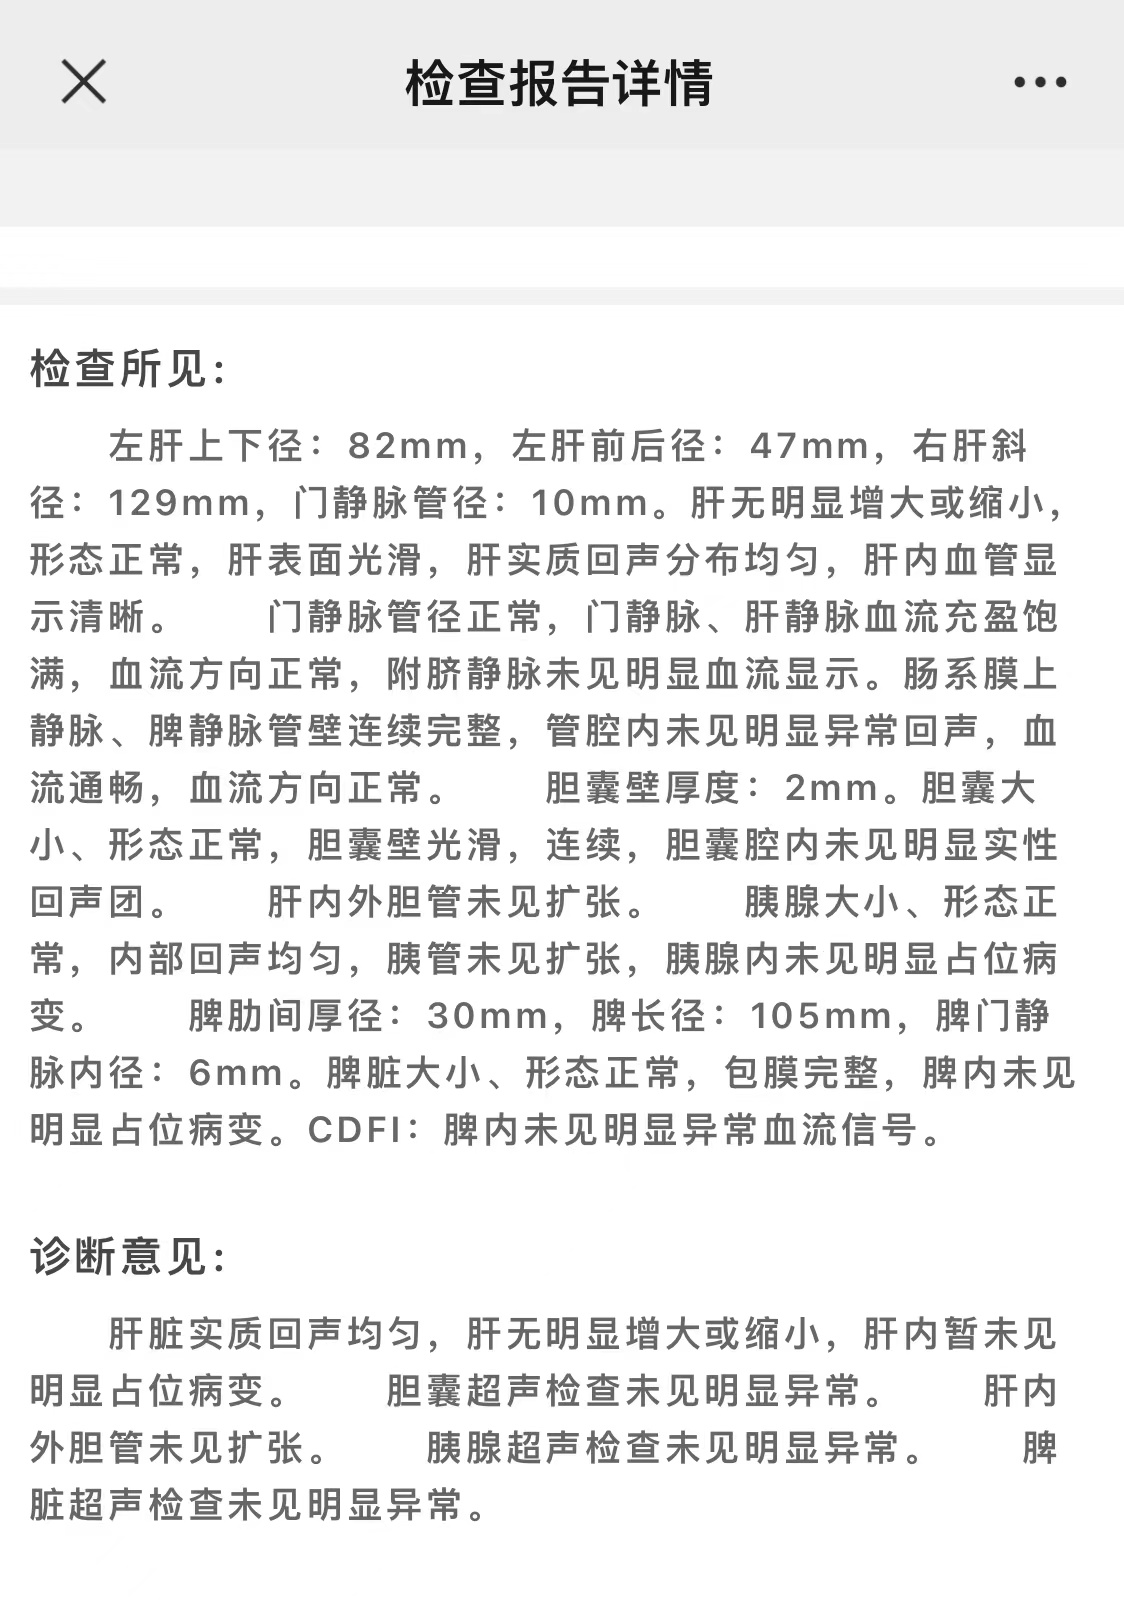 检查报告详情
检查所见：
左肝上下径：82mm，左肝前后径：47mm，右肝斜
径：129mm，门静脉管径：10mm。肝无明显增大或缩小，
形态正常，肝表面光滑，肝实质回声分布均匀，肝内血管显
示清晰。 门静脉管径正常，门静脉、肝静脉血流充盈饱
满，血流方向正常，附脐静脉未见明显血流显示。肠系膜上
静脉、脾静脉管壁连续完整，管腔内未见明显异常回声，血
流通畅，血流方向正常。 胆囊壁厚度：2mm。胆囊大
小、形态正常，胆囊壁光滑，连续，胆囊腔内未见明显实性
回声团。 肝内外胆管未见扩张。 胰腺大小、形态正
常，内部回声均匀，胰管未见扩张，胰腺内未见明显占位病
变。 脾肋间厚径：30mm，脾长径：105mm，脾门静
脉内径：6mm。脾脏大小、形态正常，包膜完整，脾内未见
明显占位病变。CDFI：脾内未见明显异常血流信号。
诊断意见：
肝脏实质回声均匀，肝无明显增大或缩小，肝内暂未见
明显占位病变。 胆囊超声检查未见明显异常。 肝内
外胆管未见扩张。 胰腺超声检查未见明显异常。 脾
脏超声检查未见明显异常。